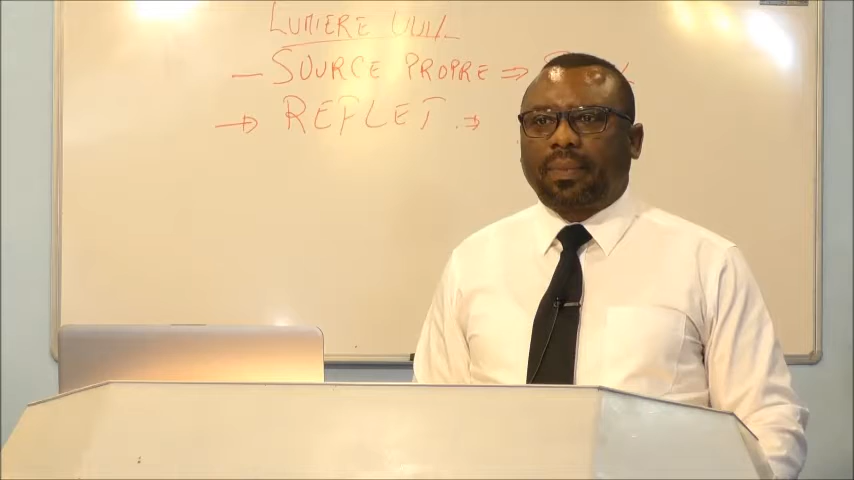 LUMIERE
- SOURCE PROPRE ⇒
→ REFLET →